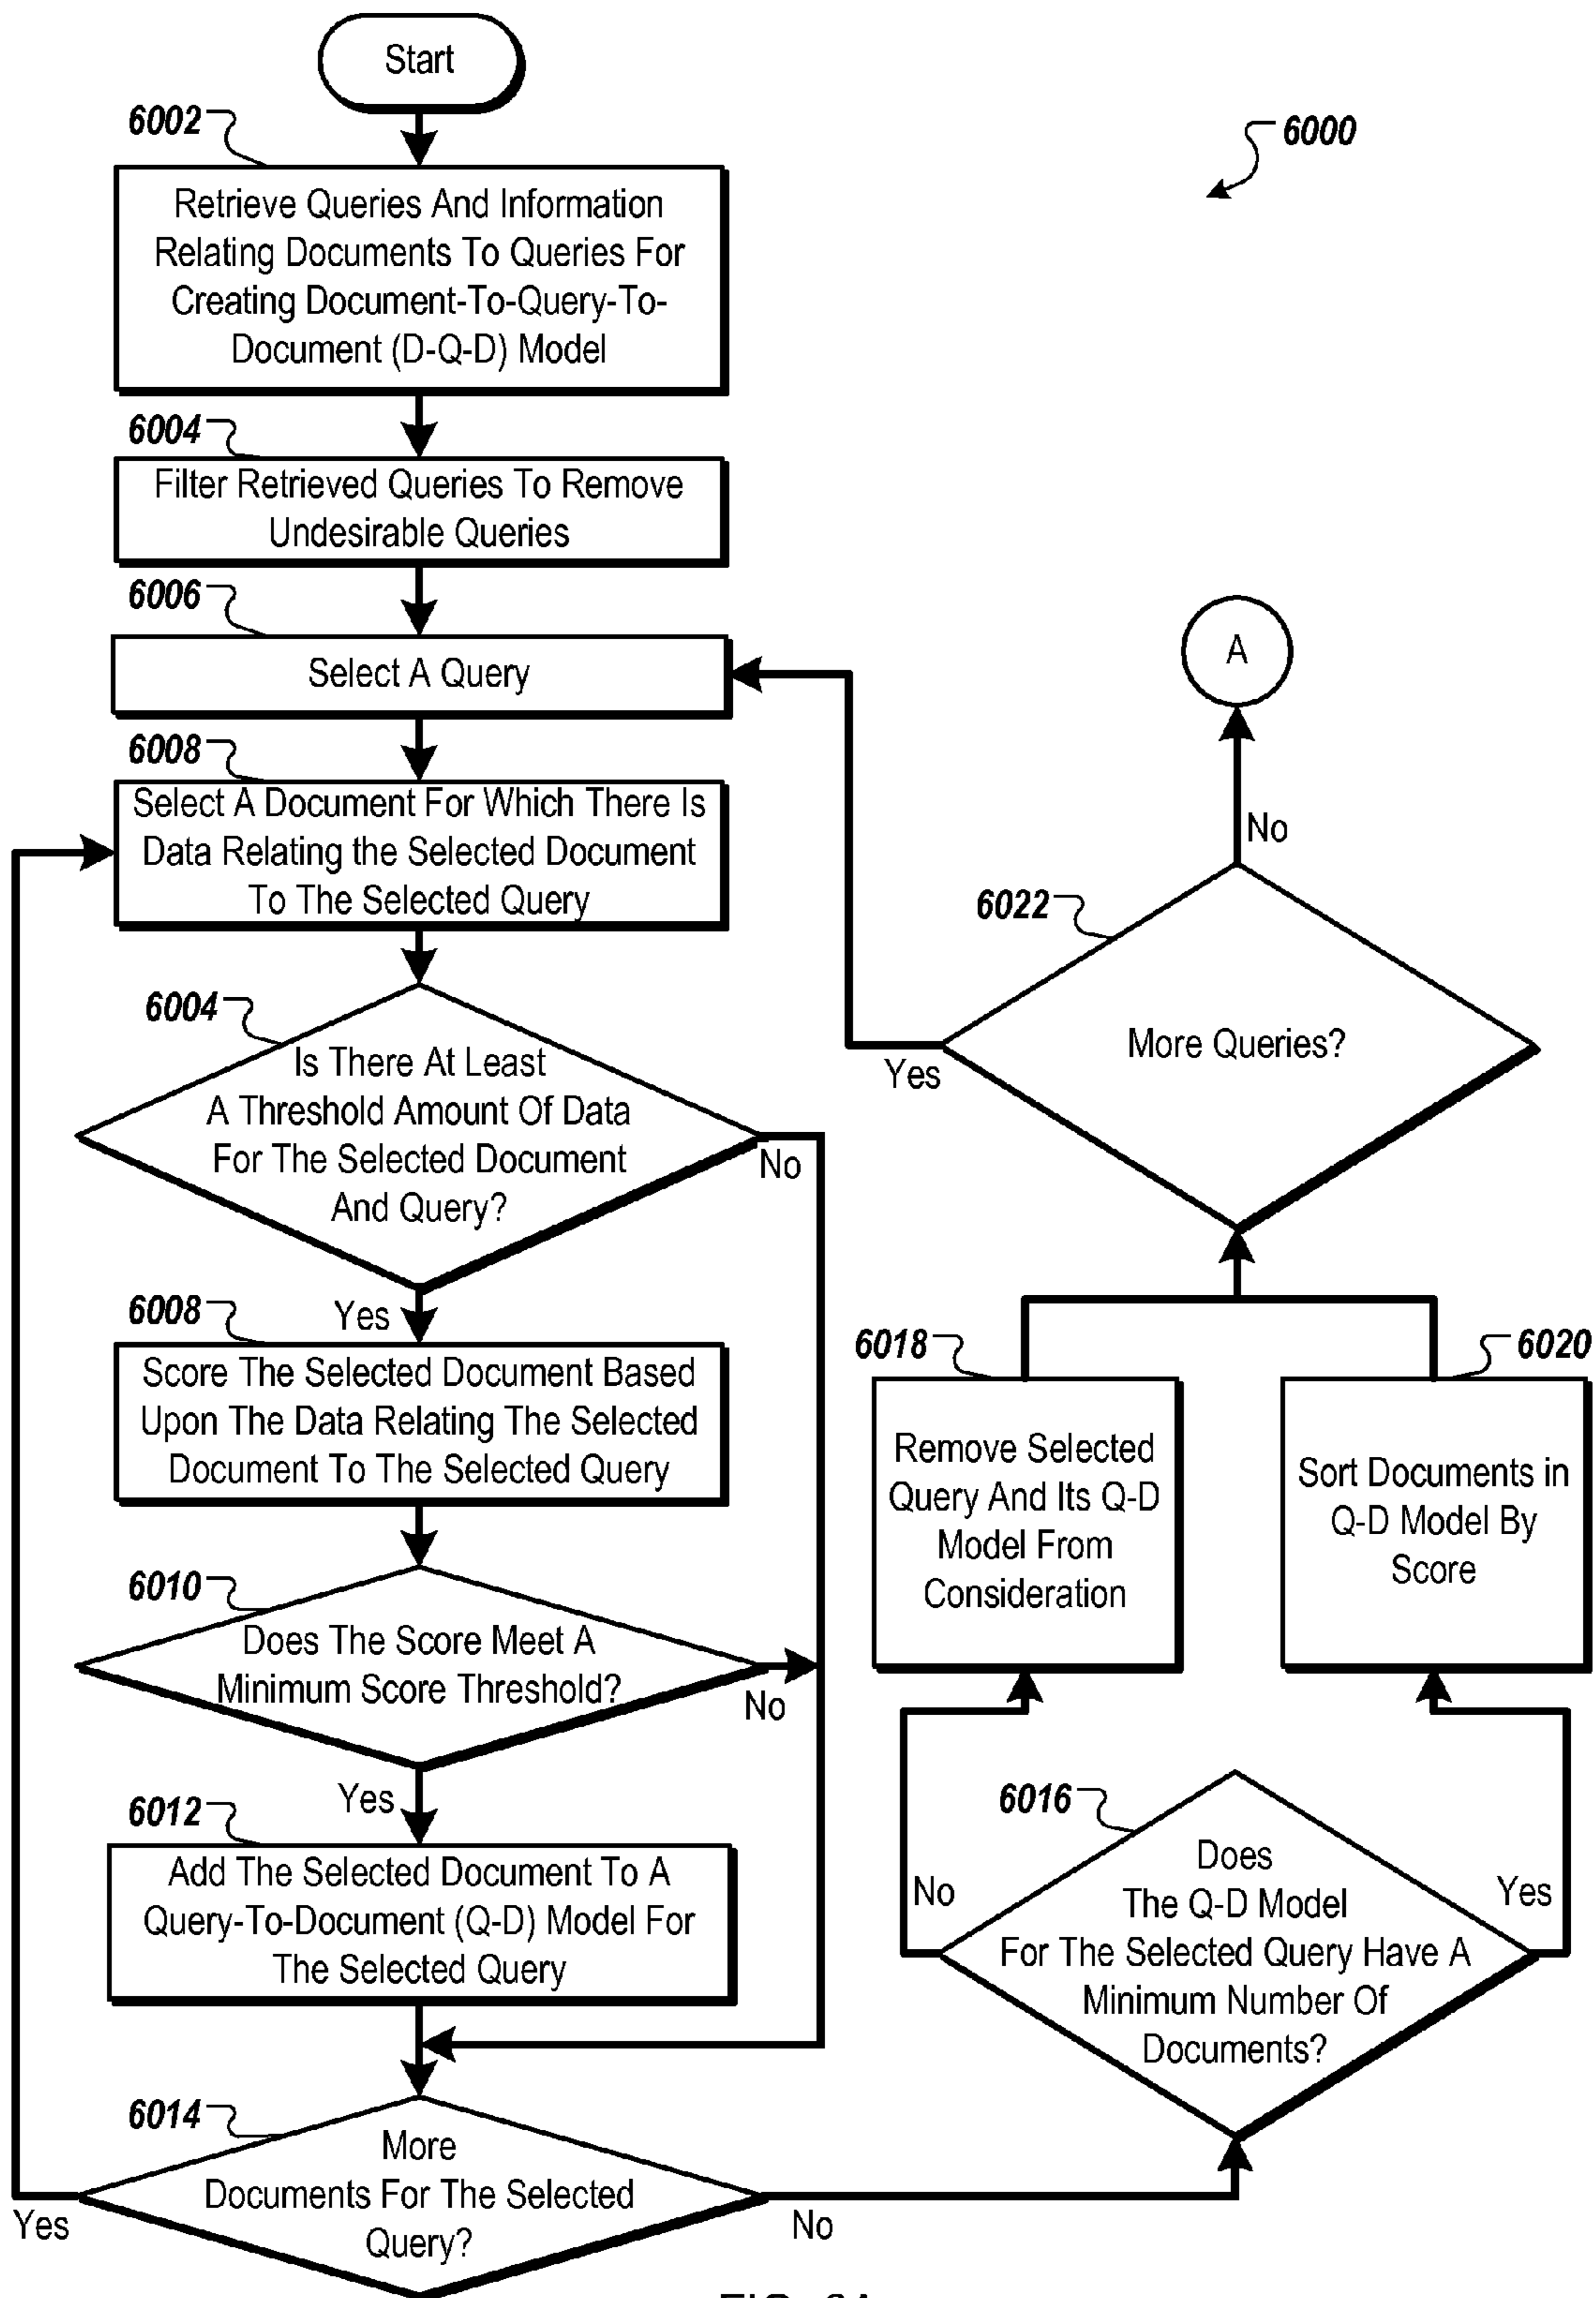 Start
6002
Retrieve Queries And Information
Relating Documents To Queries For
Creating Document-To-Query-To-
Document (D-Q-D) Model
6004
Filter Retrieved Queries To Remove
Undesirable Queries
6006
Select A Query
6008
Select A Document For Which There Is
Data Relating the Selected Document
To The Selected Query
6004
Is There At Least
A Threshold Amount Of Data
For The Selected Document
And Query?
No
Yes
6008
Score The Selected Document Based
Upon The Data Relating The Selected
Document To The Selected Query
6010
Does The Score Meet A
Minimum Score Threshold?
No
Yes
6012
Add The Selected Document To A
Query-To-Document (Q-D) Model For
The Selected Query
6014
More
Documents For The Selected
Query?
Yes
No
6000
A
No
6022
More Queries?
Yes
6018
Remove Selected
Query And Its Q-D
Model From
Consideration
6020
Sort Documents in
Q-D Model By
Score
6016
Does
The Q-D Model
For The Selected Query Have A
Minimum Number Of
Documents?
No
Yes